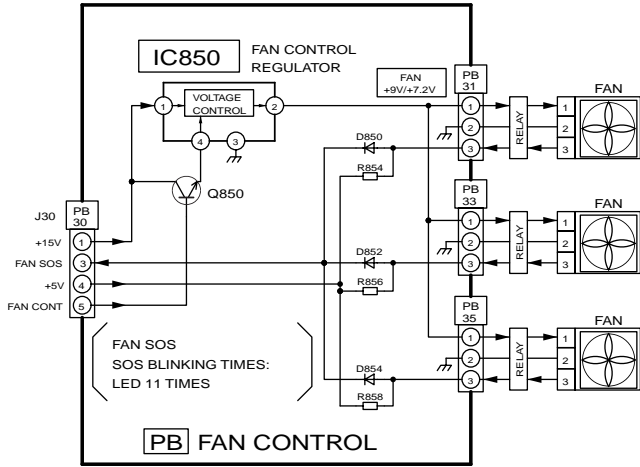 IC850
FAN CONTROL
REGULATOR
1
VOLTAGE
CONTROL
2
4
3
Q850
FAN
+9V/+7.2V
PB
31
1
2
3
RELAY
FAN
1
2
3
D850
R854
J30
PB
30
+15V
1
FAN SOS
3
+5V
4
FAN CONT
5
PB
33
1
2
3
RELAY
FAN
1
2
3
D852
R856
PB
35
1
2
3
RELAY
FAN
1
2
3
D854
R858
FAN SOS
SOS BLINKING TIMES:
LED 11 TIMES
PB FAN CONTROL